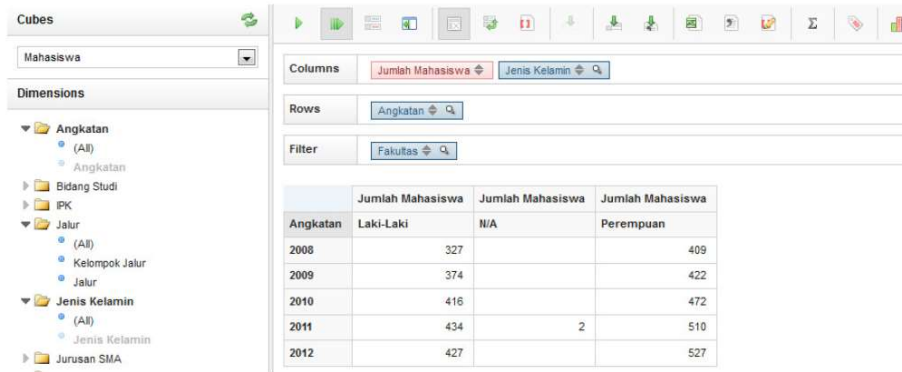 Cubes
Mahasiswa
Dimensions
Angkatan
(All)
Angkatan
Bidang Studi
IPK
Jalur
(All)
Kelompok Jalur
Jalur
Jenis Kelamin
(All)
Jenis Kelamin
Jurusan SMA
Columns Jumlah Mahasiswa Jenis Kelamin
Rows Angkatan
Filter Fakultas
Jumlah Mahasiswa Jumlah Mahasiswa Jumlah Mahasiswa
Angkatan Laki-Laki N/A Perempuan
2008 327 409
2009 374 422
2010 416 472
2011 434 2 510
2012 427 527